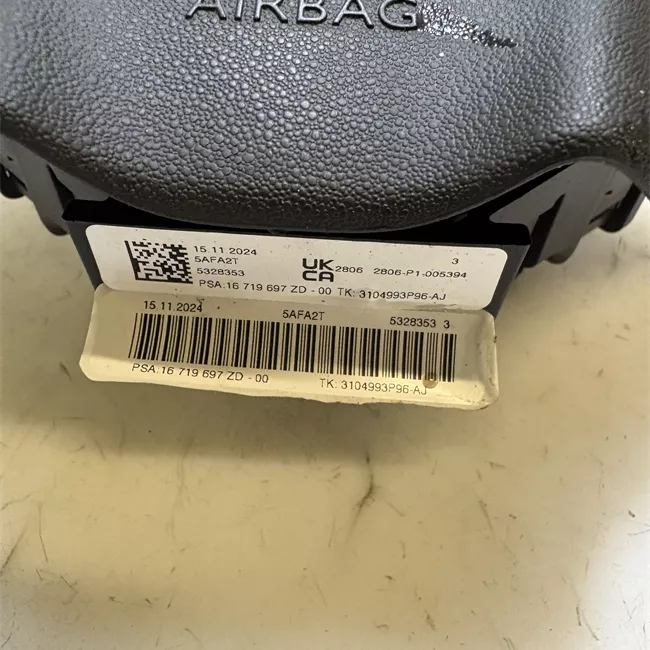 AIRBAG
15.11.2024 3
5AFA2T UK CA 2806 2806-P1-005394
5328353
PSA:16 719 697 ZD - 00 TK: 3104993P96-AJ
15.11.2024 5AFA2T 5328353 3
PSA:16 719 697 ZD - 00 TK: 3104993P96-AJ